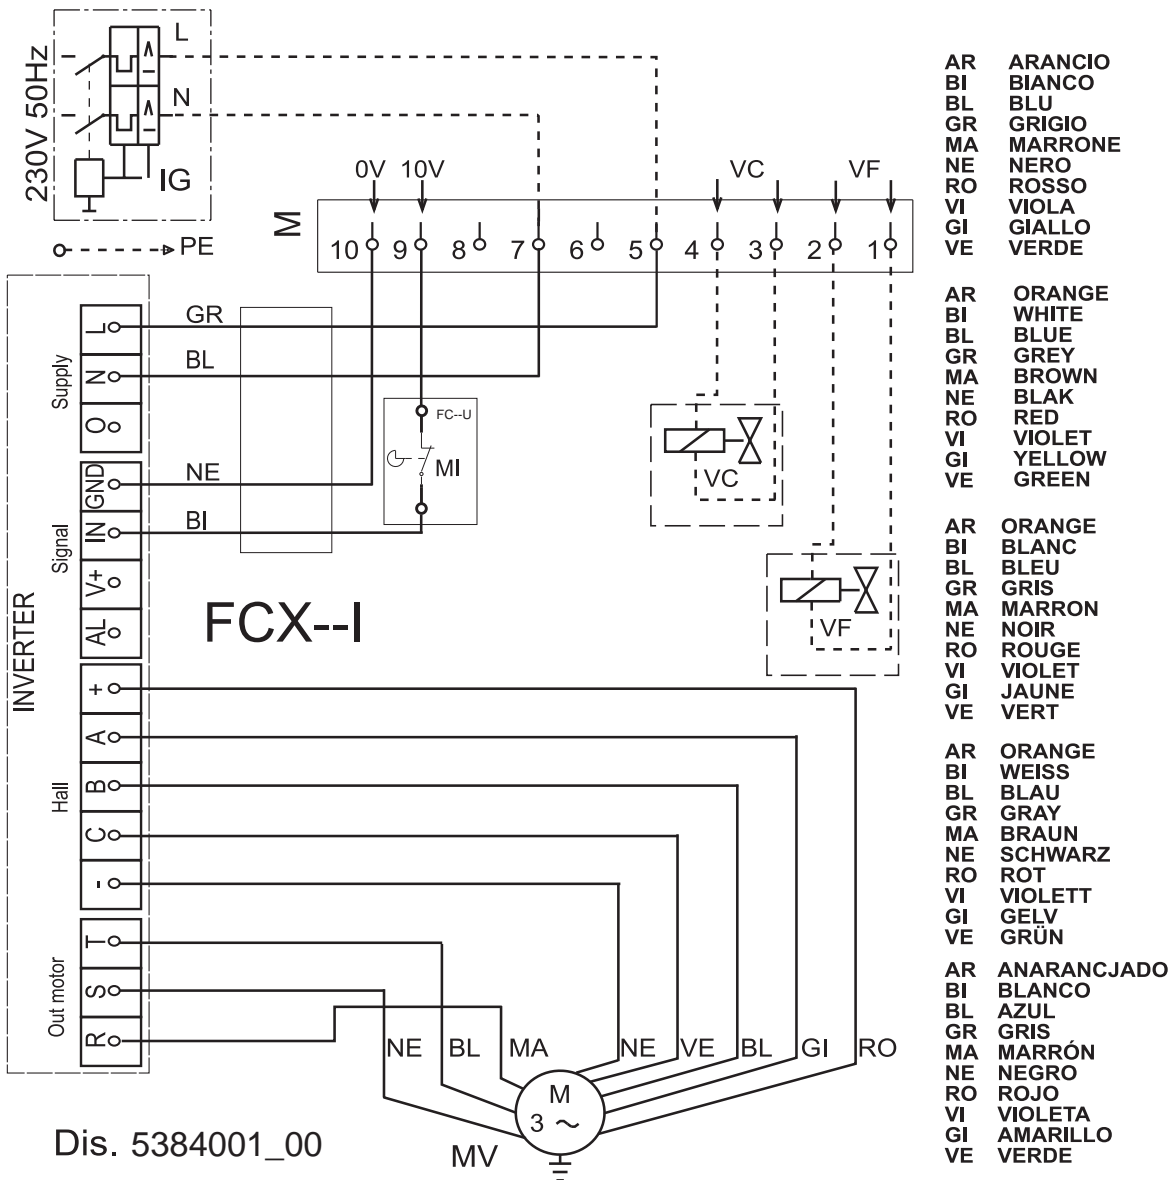 230V 50Hz
L
N
IG
PE
M
0V 10V VC VF
10 9 8 7 6 5 4 3 2 1
INVERTER
Supply
L
N
O
Signal
GND
IN
V+
AL
Hall
+
A
B
C
-
Out motor
T
S
R
GR
BL
NE
BI
FC--U
MI
VC
VF
FCX--I
NE BL MA NE VE BL GI RO
M
3 ~
MV
Dis. 5384001_00
AR ARANCIO
BI BIANCO
BL BLU
GR GRIGIO
MA MARRONE
NE NERO
RO ROSSO
VI VIOLA
GI GIALLO
VE VERDE
AR ORANGE
BI WHITE
BL BLUE
GR GREY
MA BROWN
NE BLAK
RO RED
VI VIOLET
GI YELLOW
VE GREEN
AR ORANGE
BI BLANC
BL BLEU
GR GRIS
MA MARRON
NE NOIR
RO ROUGE
VI VIOLET
GI JAUNE
VE VERT
AR ORANGE
BI WEISS
BL BLAU
GR GRAY
MA BRAUN
NE SCHWARZ
RO ROT
VI VIOLETT
GI GELV
VE GRÜN
AR ANARANCJADO
BI BLANCO
BL AZUL
GR GRIS
MA MARRÓN
NE NEGRO
RO ROJO
VI VIOLETA
GI AMARILLO
VE VERDE